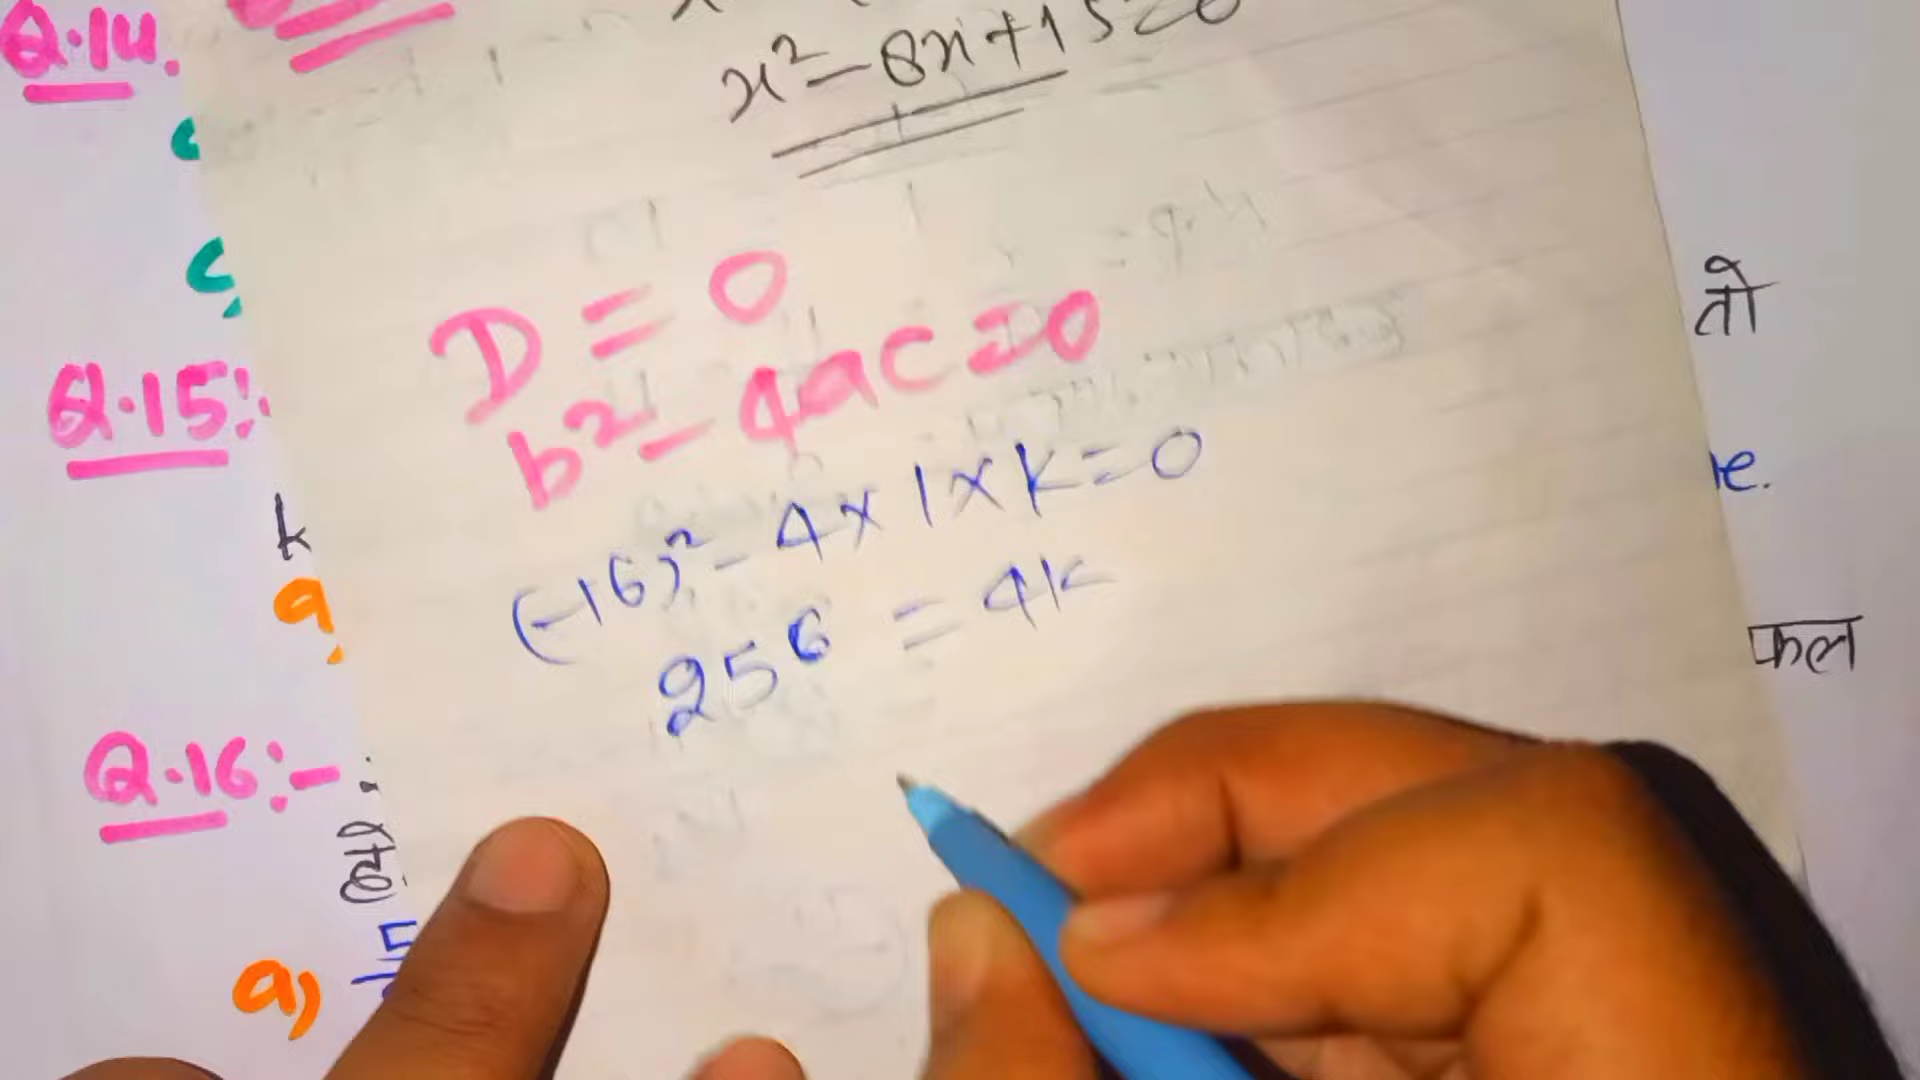 Q.14.
x² - 8x + 15 = 0
c
c,
D = 0
तो
b² - 4ac = 0
Q.15:-
(-16)² - 4 × 1 × k = 0
k
256 = 4k
a,
फल
Q.16:-
a)